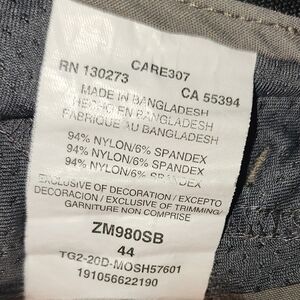 CARE307
RN 130273 CA 55394
MADE IN BANGLADESH
HECHO EN BANGLADESH
FABRIQUE AU BANGLADESH
94% NYLON/6% SPANDEX
94% NYLON/6% SPANDEX
94% NYLON/6% SPANDEX
EXCLUSIVE OF DECORATION / EXCEPTO
DECORACION / EXCLUSIVE OF TRIMMING/
GARNITURE NON COMPRISE
ZM980SB
44
TG2-20D-MOSH57601
191056622190